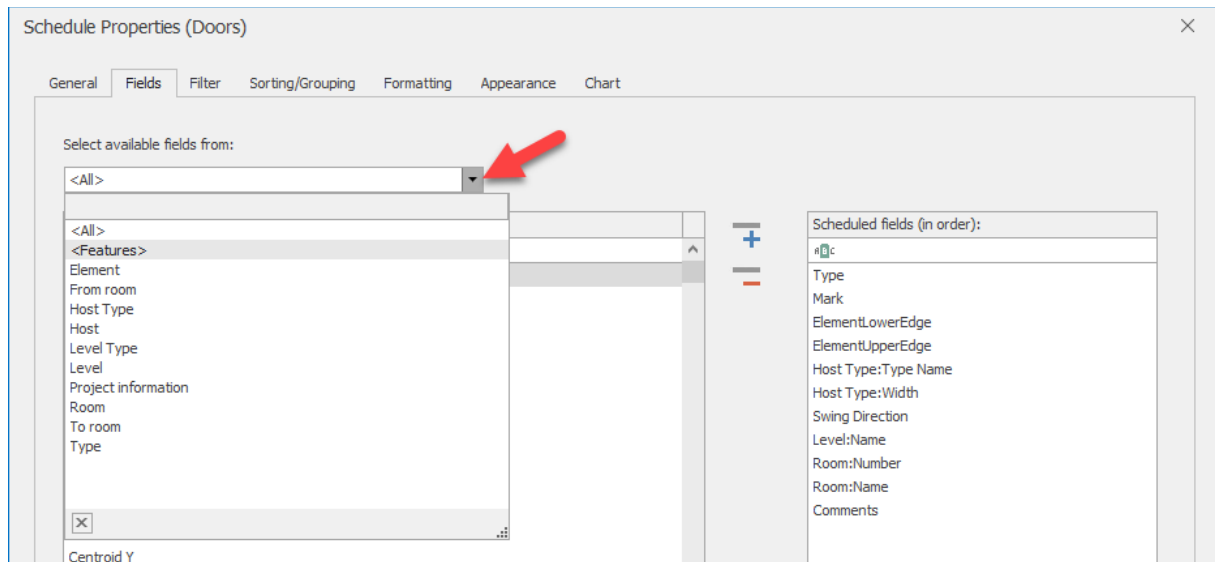 Schedule Properties (Doors)
General Fields Filter Sorting/Grouping Formatting Appearance Chart
Select available fields from:
<All>
<All>
<Features>
Element
From room
Host Type
Host
Level Type
Level
Project information
Room
To room
Type
Centroid Y
Scheduled fields (in order):
ABC
Type
Mark
ElementLowerEdge
ElementUpperEdge
Host Type:Type Name
Host Type:Width
Swing Direction
Level:Name
Room:Number
Room:Name
Comments